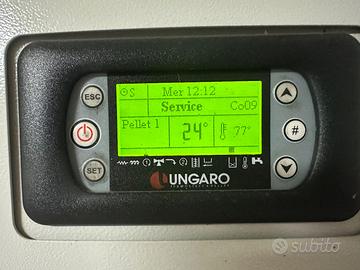 ESC
SET
S Mer 12:12
Service Co09
Pellet 1 24° 77°
#
UNGARO
subito